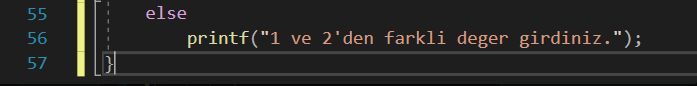 55 else
56 printf("1 ve 2'den farkli deger girdiniz.");
57 }